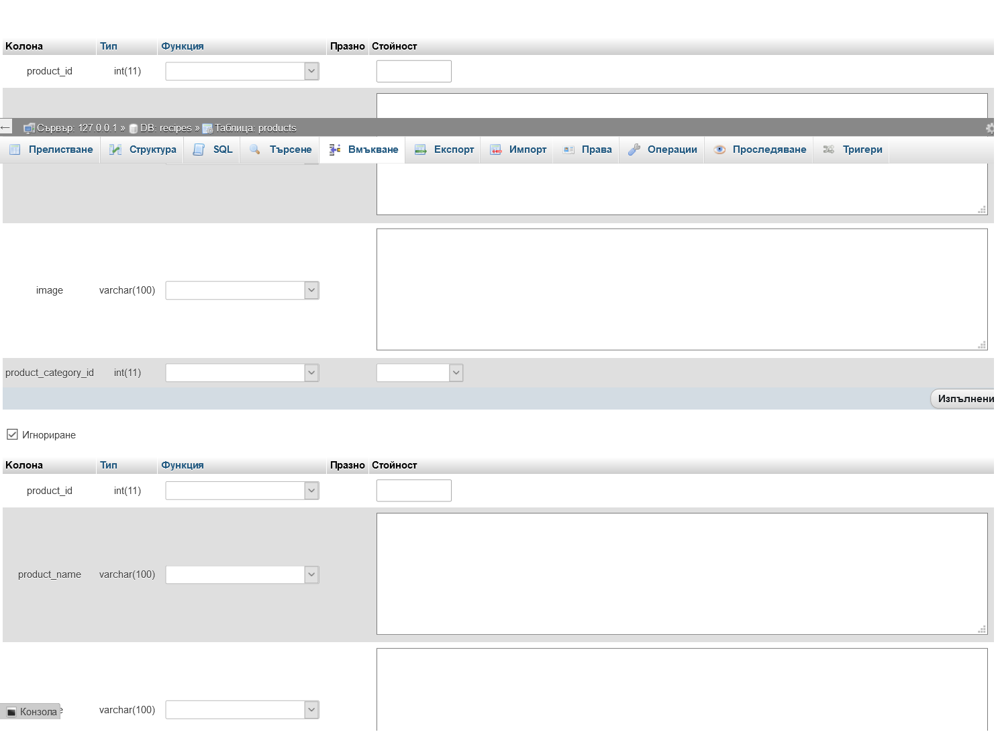 Колона Тип Функция Празно Стойност
product_id int(11)
Сървър: 127.0.0.1 » DB: recipes » Таблица: products
Прелистване Структура SQL Търсене Вмъкване Експорт Импорт Права Операции Проследяване Тригери
image varchar(100)
product_category_id int(11)
Изпълнени
Игнориране
Колона Тип Функция Празно Стойност
product_id int(11)
product_name varchar(100)
varchar(100)
Конзола